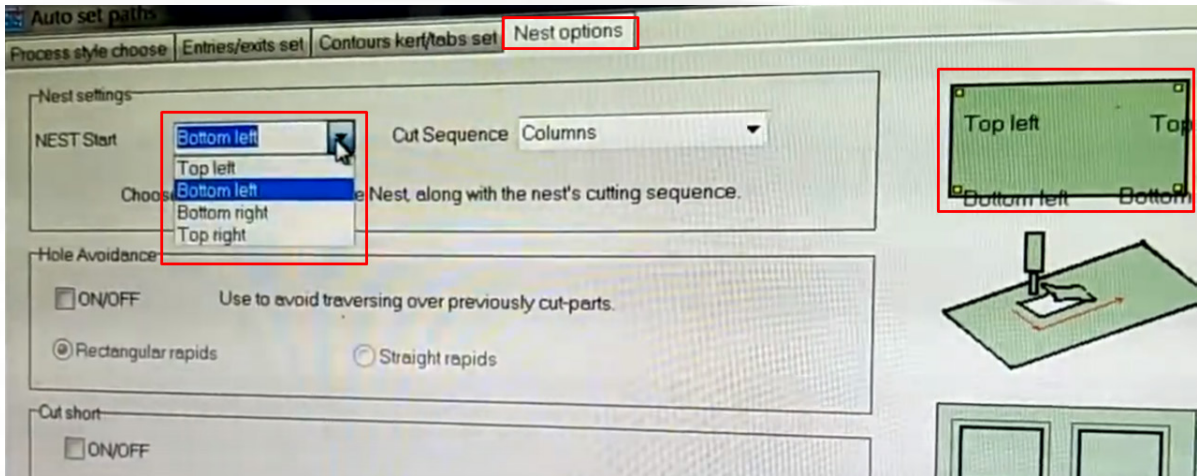 Auto set paths
Process style choose Entries/exits set Contours kerf/tabs set Nest options
Nest settings
NEST Start Bottom left Cut Sequence Columns
Top left
Bottom left
Bottom right
Top right
Choos e Nest, along with the nest's cutting sequence.
Hole Avoidance
ON/OFF Use to avoid traversing over previously cut-parts.
Rectangular rapids Straight rapids
Cut short
ON/OFF
Top left Top
Bottom left Bottom